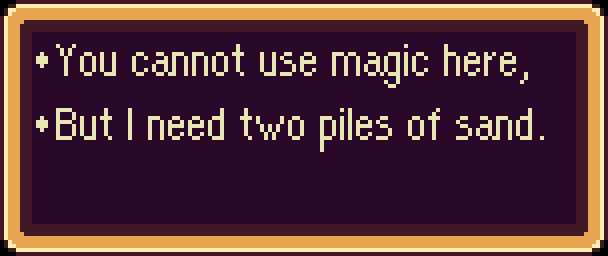 •You cannot use magic here,
•But I need two piles of sand.